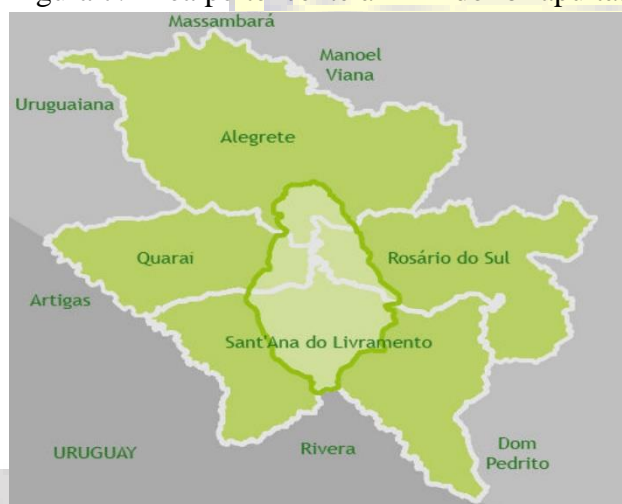 Massambará
Manoel
Viana
Uruguaiana
Alegrete
Quaraí
Rosário do Sul
Artigas
Sant'Ana do Livramento
URUGUAY
Rivera
Dom
Pedrito